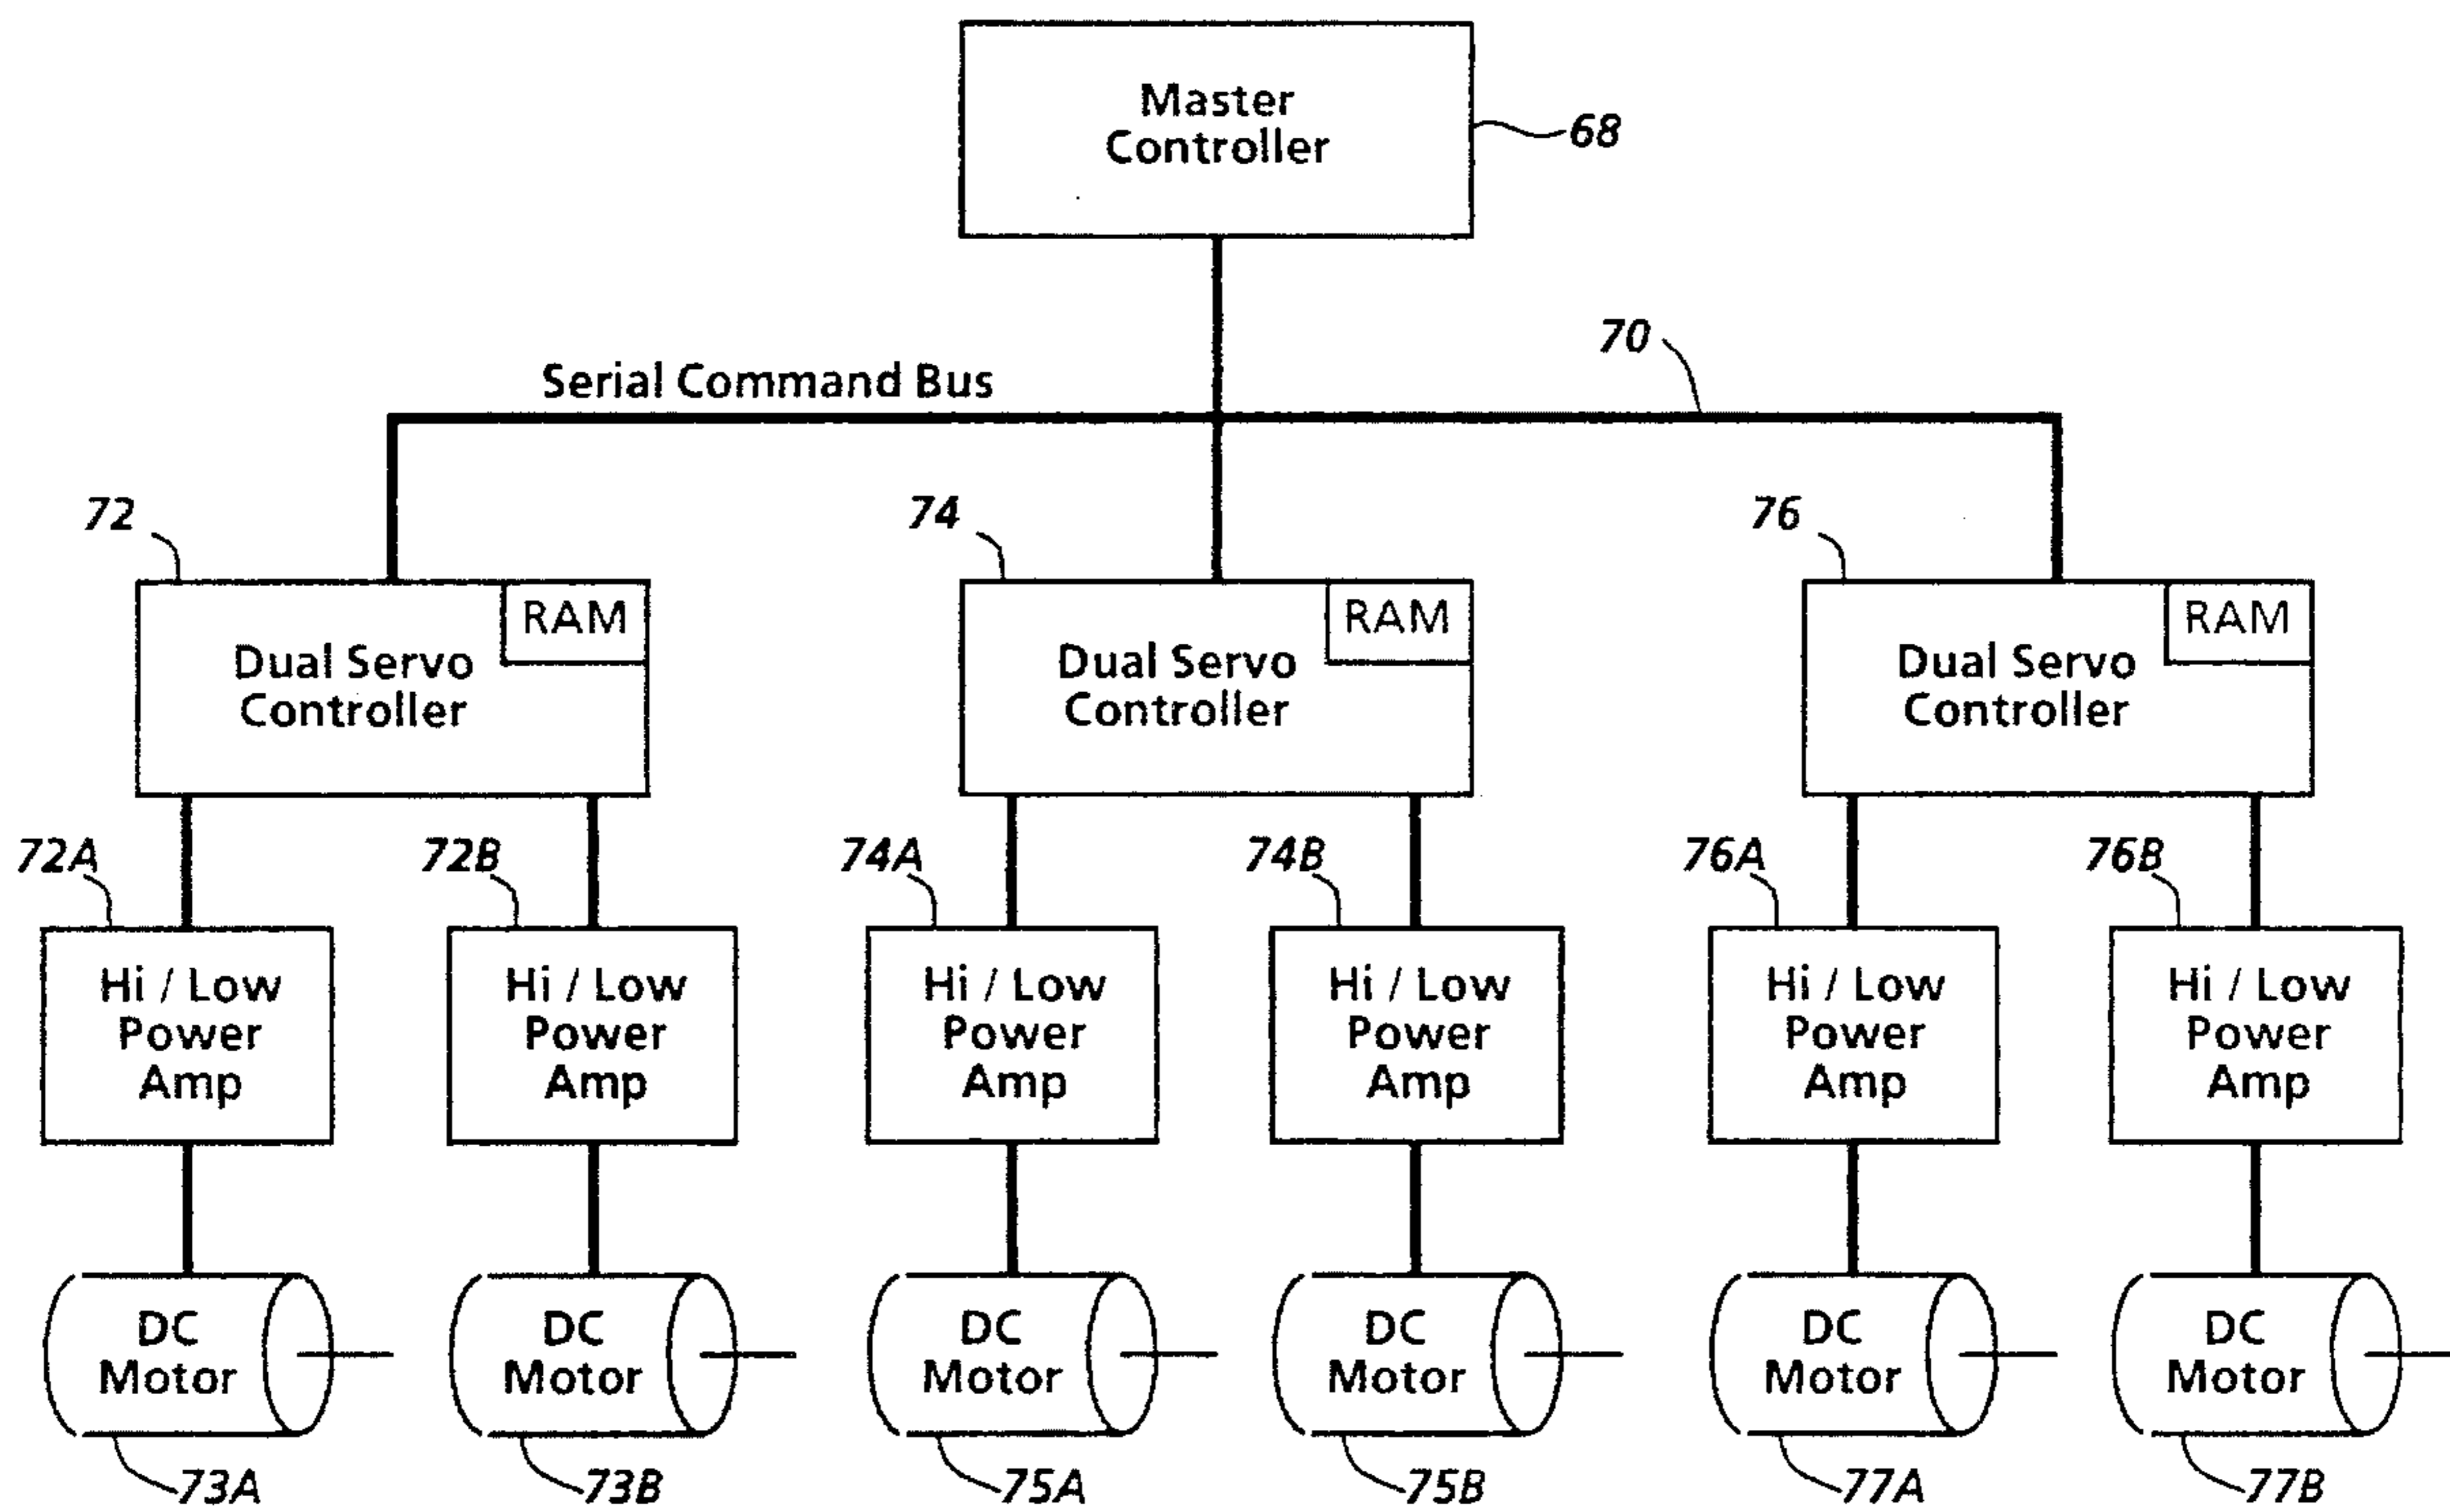 Master
Controller
68
70
Serial Command Bus
72
74
76
RAM
Dual Servo
Controller
RAM
Dual Servo
Controller
RAM
Dual Servo
Controller
72A
72B
74A
74B
76A
76B
Hi / Low
Power
Amp
Hi / Low
Power
Amp
Hi / Low
Power
Amp
Hi / Low
Power
Amp
Hi / Low
Power
Amp
Hi / Low
Power
Amp
DC
Motor
DC
Motor
DC
Motor
DC
Motor
DC
Motor
DC
Motor
73A
73B
75A
75B
77A
77B